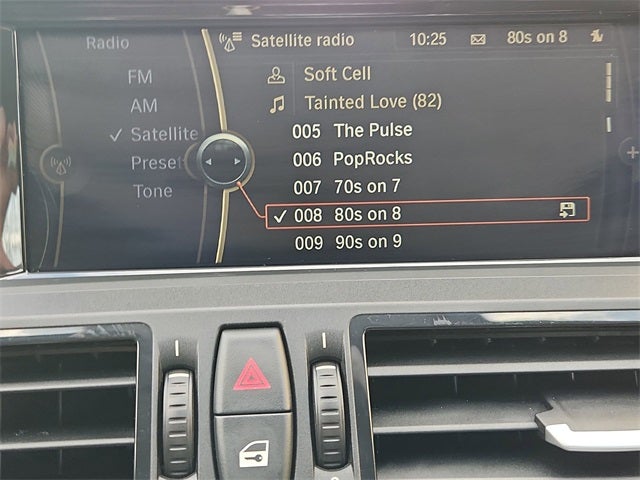 Radio
FM
AM
✓ Satellite
Preset
Tone
Satellite radio 10:25 80s on 8
Soft Cell
Tainted Love (82)
005 The Pulse
006 PopRocks
007 70s on 7
✓ 008 80s on 8
009 90s on 9